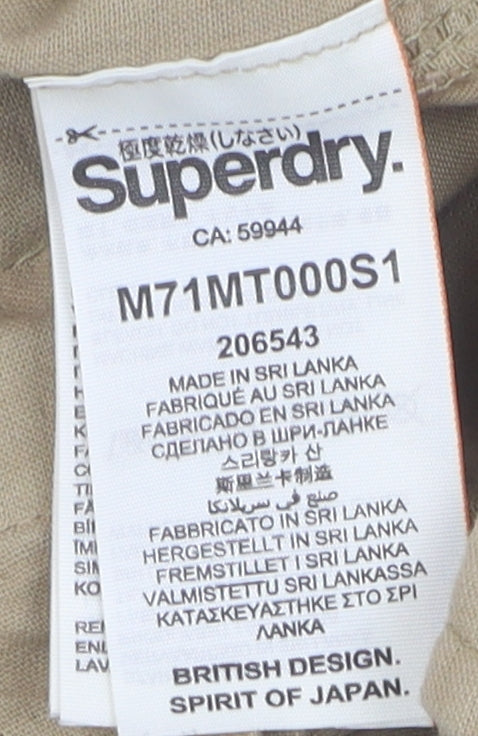 極度乾燥(しなさい)
Superdry.
CA: 59944
M71MT000S1
206543
MADE IN SRI LANKA
FABRIQUÉ AU SRI LANKA
FABRICADO EN SRI LANKA
СДЕЛАНО В ШРИ-ЛАНКЕ
스리랑카 산
斯里兰卡制造
صنع في سريلانكا
FABBRICATO IN SRI LANKA
HERGESTELLT IN SRI LANKA
FREMSTILLET I SRI LANKA
VALMISTETTU SRI LANKASSA
ΚΑΤΑΣΚΕΥΑΣΤΗΚΕ ΣΤΟ ΣΡΙ
ΛΑΝΚΑ
BRITISH DESIGN.
SPIRIT OF JAPAN.